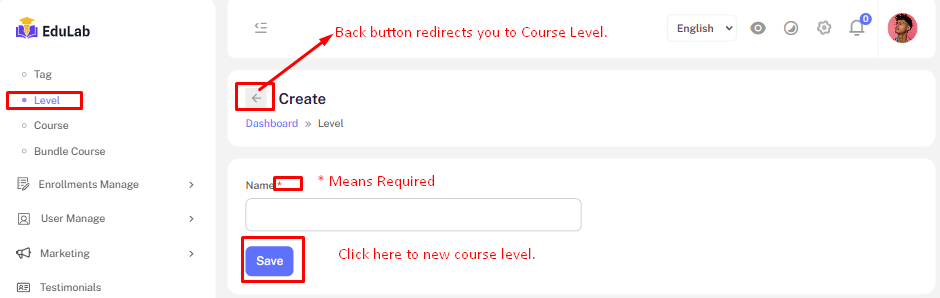 EduLab
Tag
Level
Course
Bundle Course
Enrollments Manage
User Manage
Marketing
Testimonials
Back button redirects you to Course Level.
English
0
Create
Dashboard » Level
Name * * Means Required
Save
Click here to new course level.